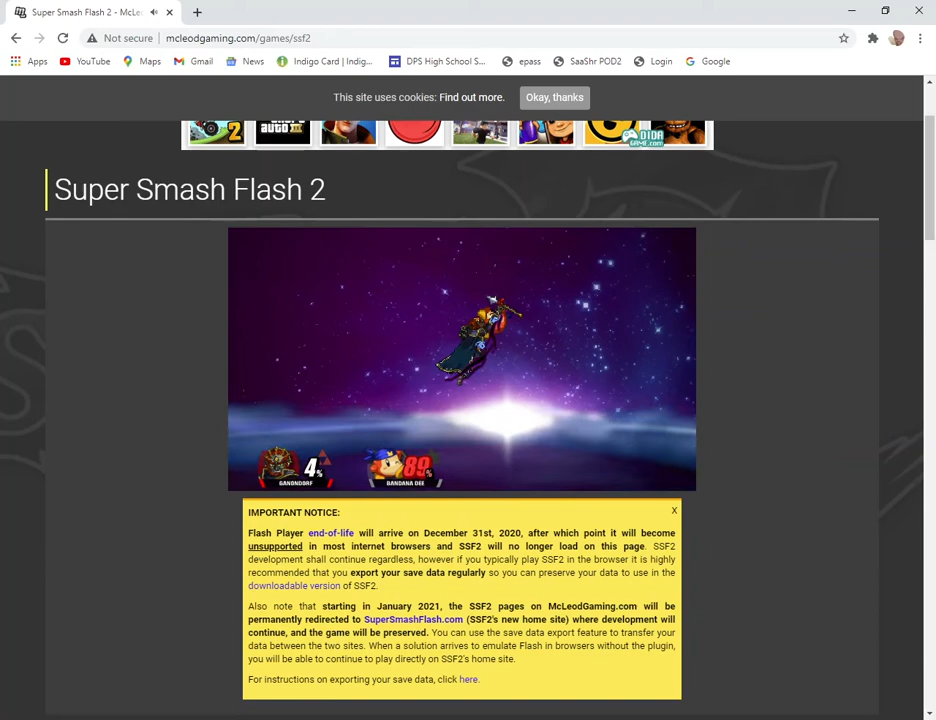 Super Smash Flash 2 - McLe
Not secure mcleodgaming.com/games/ssf2
Apps YouTube Maps Gmail News Indigo Card | Indig... DPS High School S... epass SaaShr POD2 Login Google
This site uses cookies: Find out more. Okay, thanks
2
DIDA
GAME.com
Super Smash Flash 2
4% 89%
GANONDORF BANDANA DEE
IMPORTANT NOTICE: X
Flash Player end-of-life will arrive on December 31st, 2020, after which point it will become
unsupported in most internet browsers and SSF2 will no longer load on this page. SSF2
development shall continue regardless, however if you typically play SSF2 in the browser it is highly
recommended that you export your save data regularly so you can preserve your data to use in the
downloadable version of SSF2.
Also note that starting in January 2021, the SSF2 pages on McLeodGaming.com will be
permanently redirected to SuperSmashFlash.com (SSF2's new home site) where development will
continue, and the game will be preserved. You can use the save data export feature to transfer your
data between the two sites. When a solution arrives to emulate Flash in browsers without the plugin,
you will be able to continue to play directly on SSF2's home site.
For instructions on exporting your save data, click here.